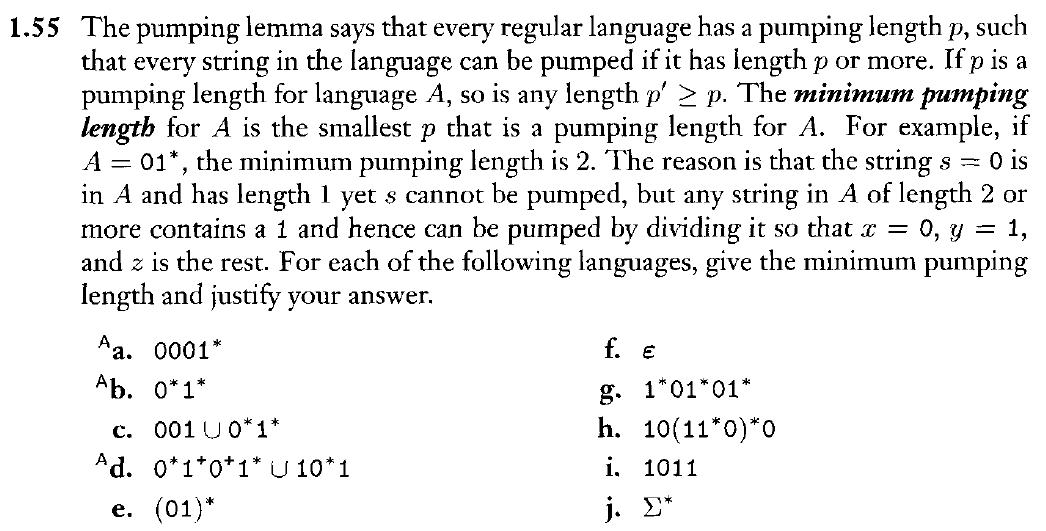 1.55 The pumping lemma says that every regular language has a pumping length p, such
that every string in the language can be pumped if it has length p or more. If p is a
pumping length for language A, so is any length p′ ≥ p. The minimum pumping
length for A is the smallest p that is a pumping length for A. For example, if
A = 01*, the minimum pumping length is 2. The reason is that the string s = 0 is
in A and has length 1 yet s cannot be pumped, but any string in A of length 2 or
more contains a 1 and hence can be pumped by dividing it so that x = 0, y = 1,
and z is the rest. For each of the following languages, give the minimum pumping
length and justify your answer.
ᴬa. 0001*
ᴬb. 0*1*
c. 001 ∪ 0*1*
ᴬd. 0*1⁺0⁺1* ∪ 10*1
e. (01)*
f. ε
g. 1*01*01*
h. 10(11*0)*0
i. 1011
j. Σ*